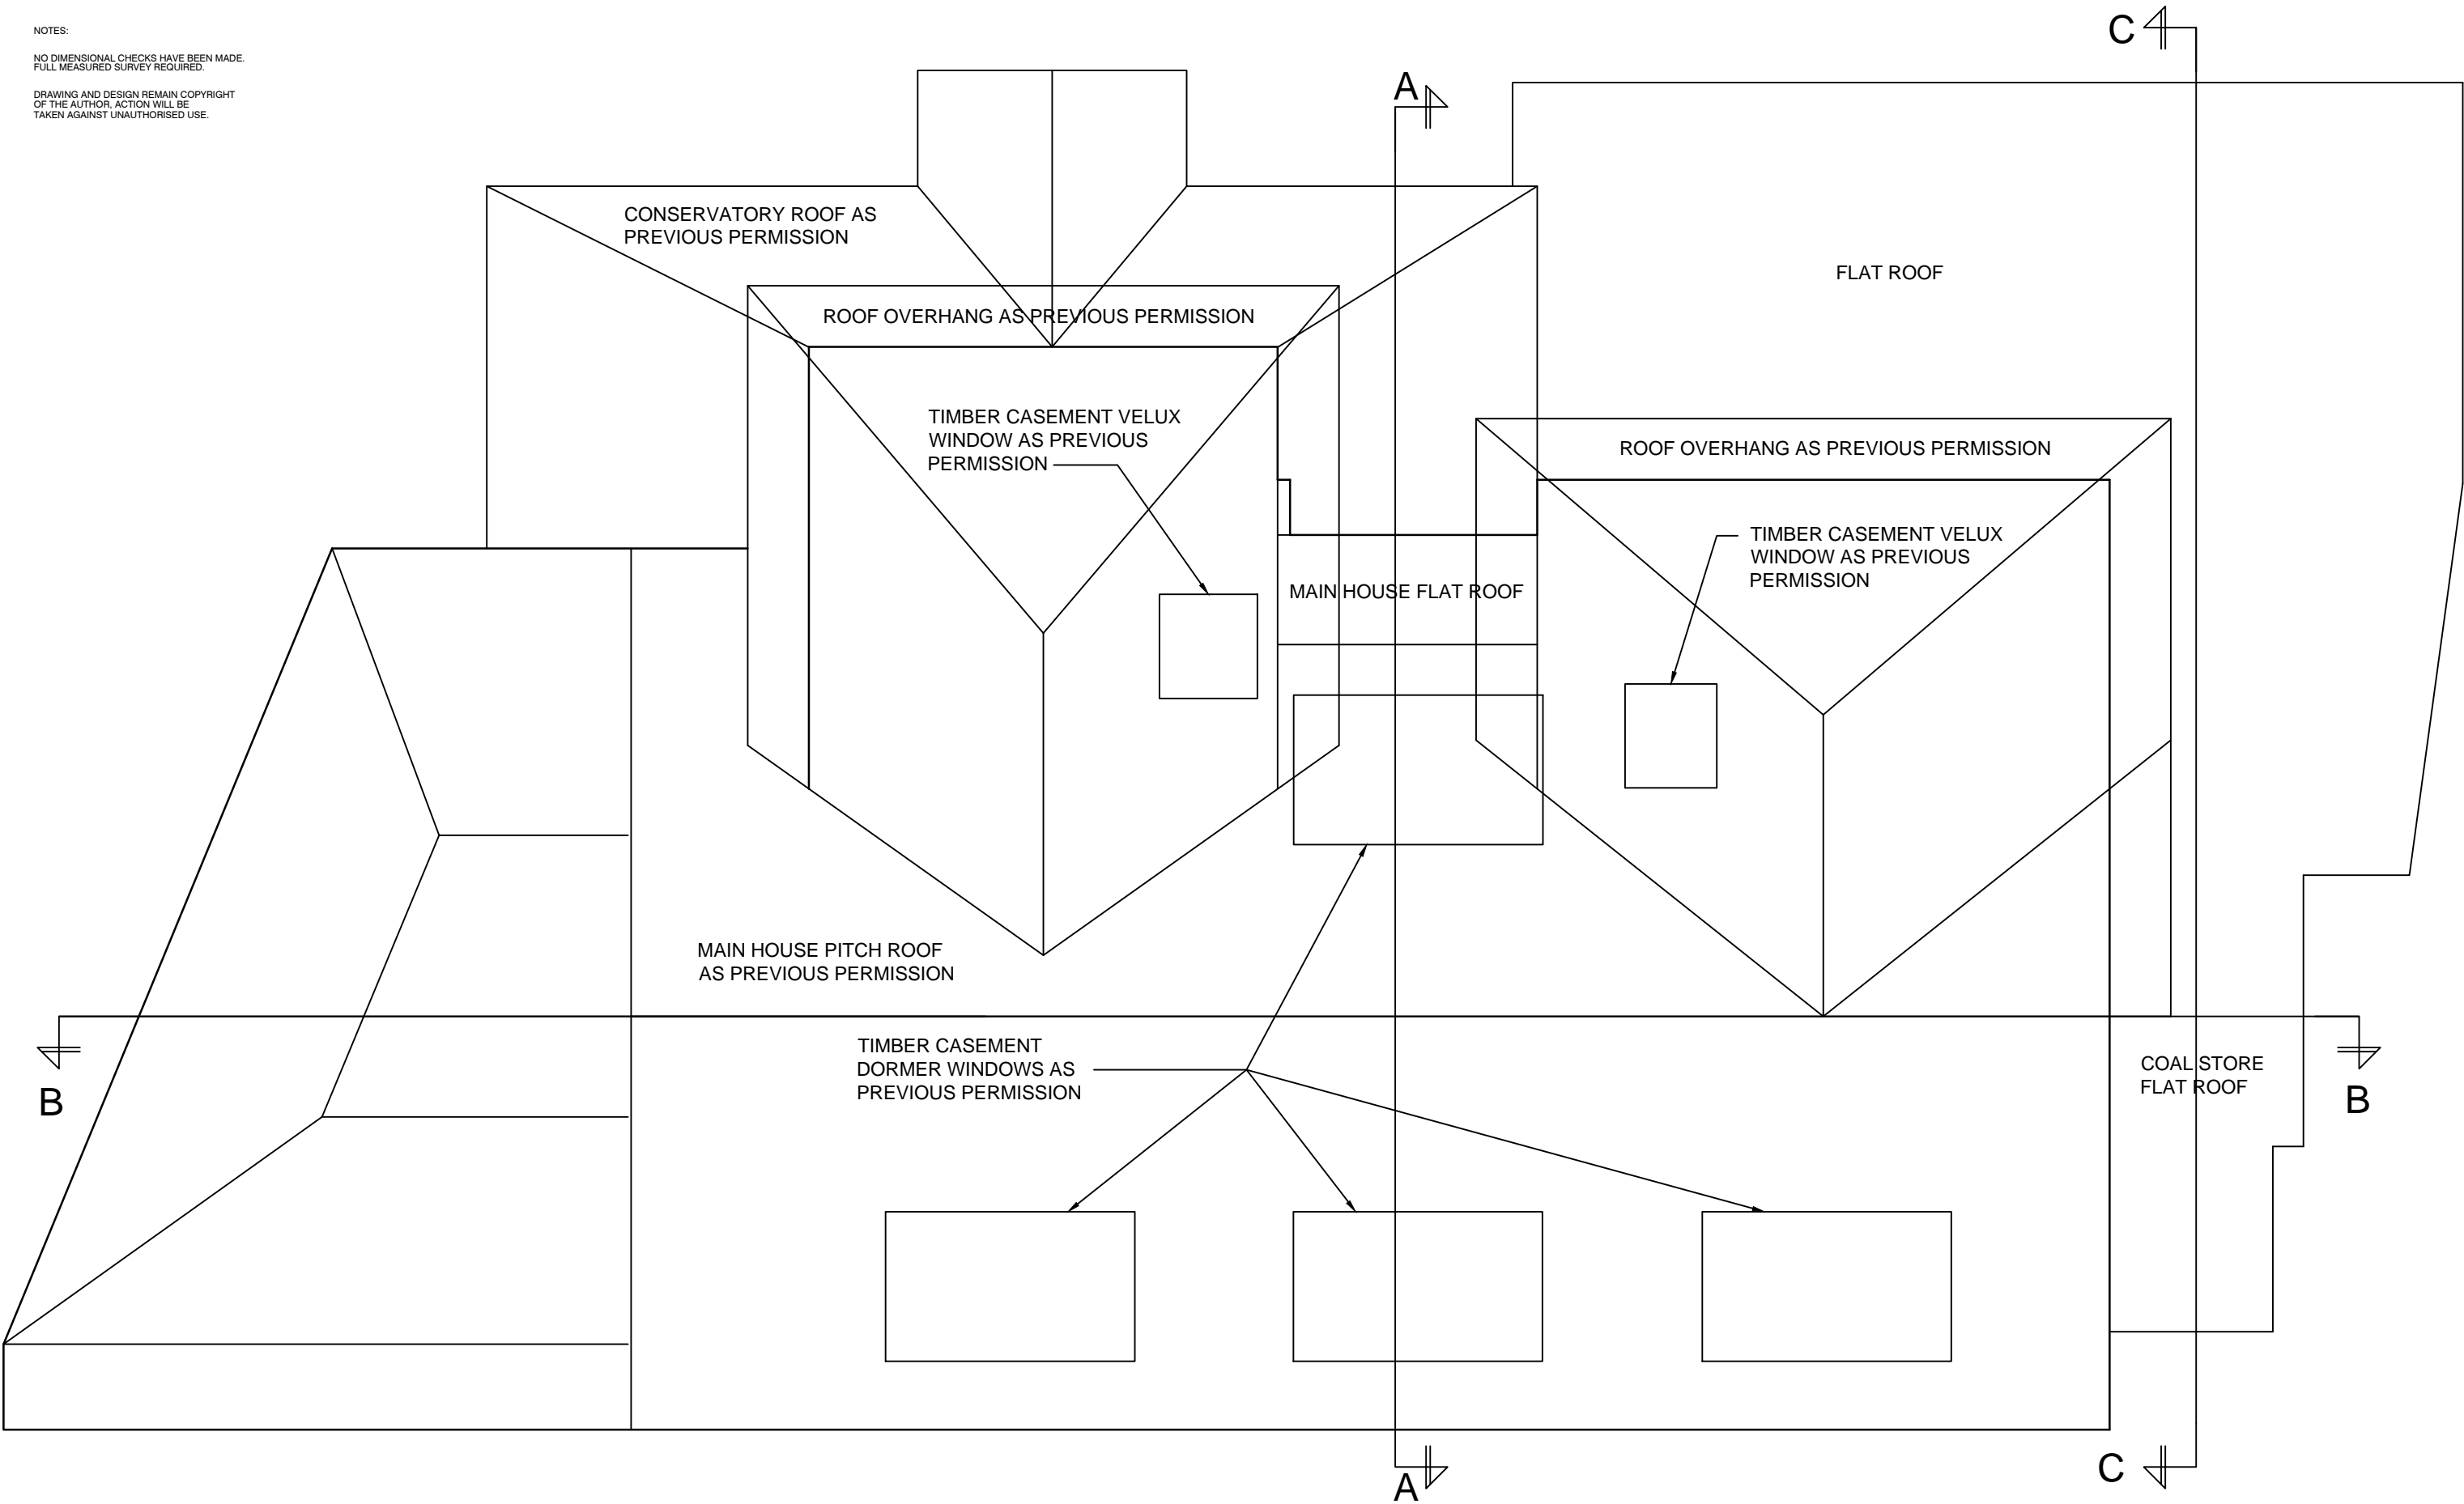 NOTES:
NO DIMENSIONAL CHECKS HAVE BEEN MADE.
FULL MEASURED SURVEY REQUIRED.
DRAWING AND DESIGN REMAIN COPYRIGHT
OF THE AUTHOR, ACTION WILL BE
TAKEN AGAINST UNAUTHORISED USE.
C
A
CONSERVATORY ROOF AS
PREVIOUS PERMISSION
FLAT ROOF
ROOF OVERHANG AS PREVIOUS PERMISSION
TIMBER CASEMENT VELUX
WINDOW AS PREVIOUS
PERMISSION
ROOF OVERHANG AS PREVIOUS PERMISSION
TIMBER CASEMENT VELUX
WINDOW AS PREVIOUS
PERMISSION
MAIN HOUSE FLAT ROOF
MAIN HOUSE PITCH ROOF
AS PREVIOUS PERMISSION
TIMBER CASEMENT
DORMER WINDOWS AS
PREVIOUS PERMISSION
COAL STORE
FLAT ROOF
B
B
C
A